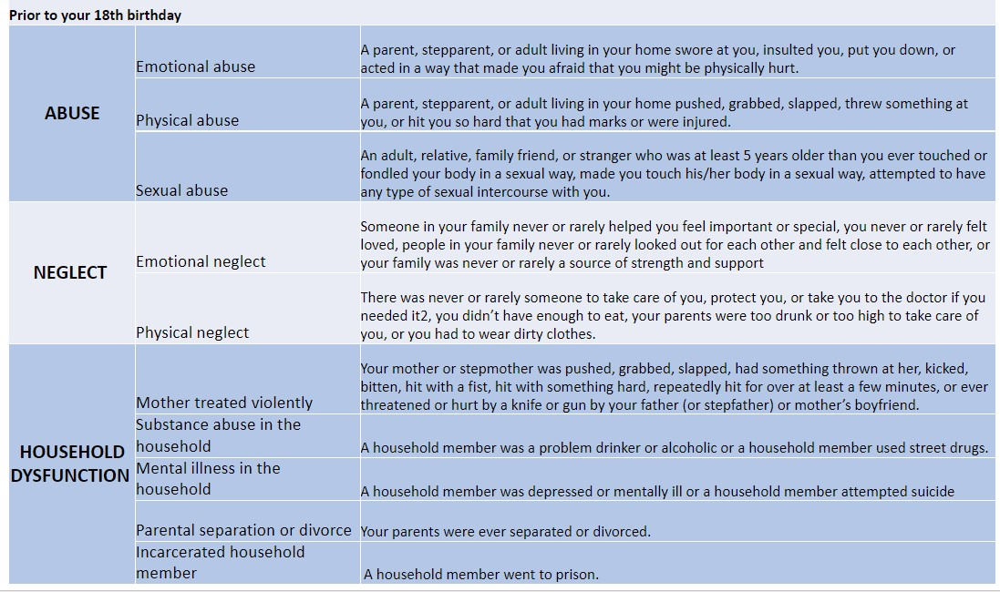 Prior to your 18th birthday
ABUSE
Emotional abuse
A parent, stepparent, or adult living in your home swore at you, insulted you, put you down, or
acted in a way that made you afraid that you might be physically hurt.
Physical abuse
A parent, stepparent, or adult living in your home pushed, grabbed, slapped, threw something at
you, or hit you so hard that you had marks or were injured.
Sexual abuse
An adult, relative, family friend, or stranger who was at least 5 years older than you ever touched or
fondled your body in a sexual way, made you touch his/her body in a sexual way, attempted to have
any type of sexual intercourse with you.
NEGLECT
Emotional neglect
Someone in your family never or rarely helped you feel important or special, you never or rarely felt
loved, people in your family never or rarely looked out for each other and felt close to each other, or
your family was never or rarely a source of strength and support
Physical neglect
There was never or rarely someone to take care of you, protect you, or take you to the doctor if you
needed it2, you didn’t have enough to eat, your parents were too drunk or too high to take care of
you, or you had to wear dirty clothes.
HOUSEHOLD
DYSFUNCTION
Mother treated violently
Your mother or stepmother was pushed, grabbed, slapped, had something thrown at her, kicked,
bitten, hit with a fist, hit with something hard, repeatedly hit for over at least a few minutes, or ever
threatened or hurt by a knife or gun by your father (or stepfather) or mother’s boyfriend.
Substance abuse in the
household
A household member was a problem drinker or alcoholic or a household member used street drugs.
Mental illness in the
household
A household member was depressed or mentally ill or a household member attempted suicide
Parental separation or divorce
Your parents were ever separated or divorced.
Incarcerated household
member
A household member went to prison.